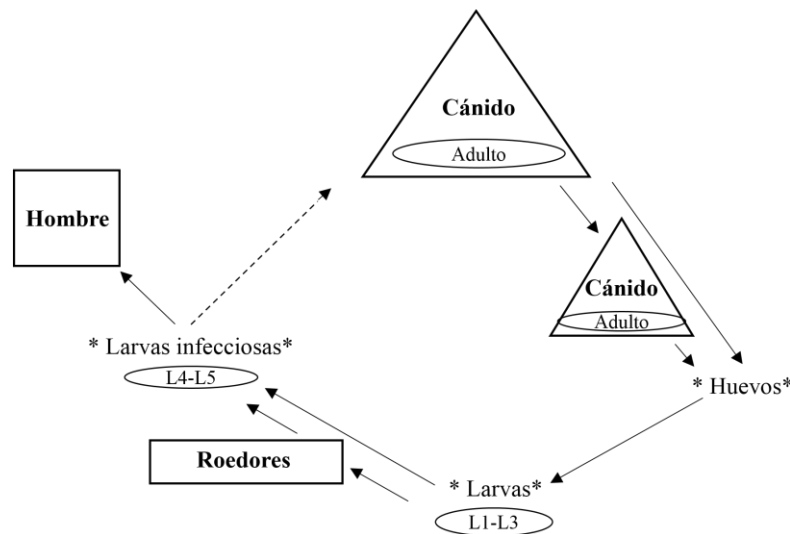 Cánido
Adulto
Hombre
Cánido
Adulto
* Larvas infecciosas*
L4-L5
* Huevos*
Roedores
* Larvas*
L1-L3